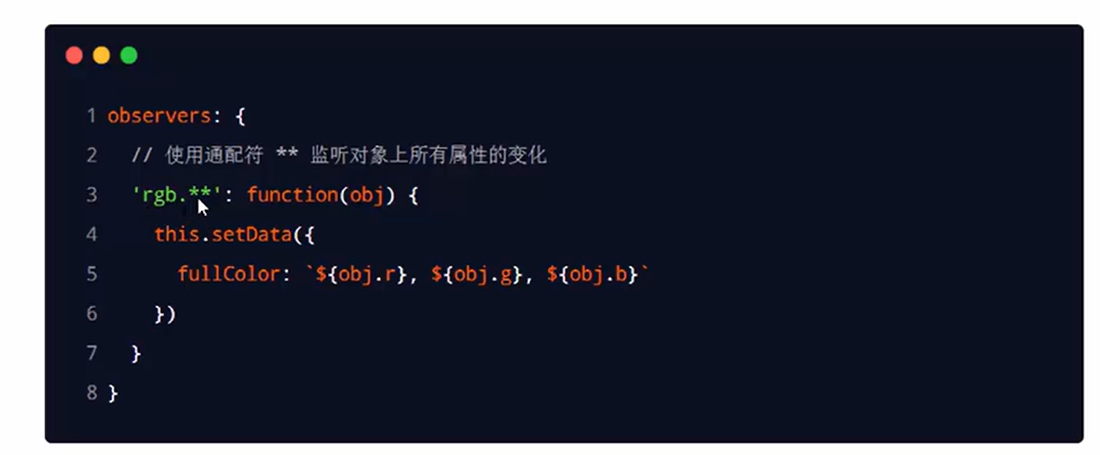 1 observers: {
2 // 使用通配符 ** 监听对象上所有属性的变化
3 'rgb.**': function(obj) {
4 this.setData({
5 fullColor: `${obj.r}, ${obj.g}, ${obj.b}`
6 })
7 }
8 }